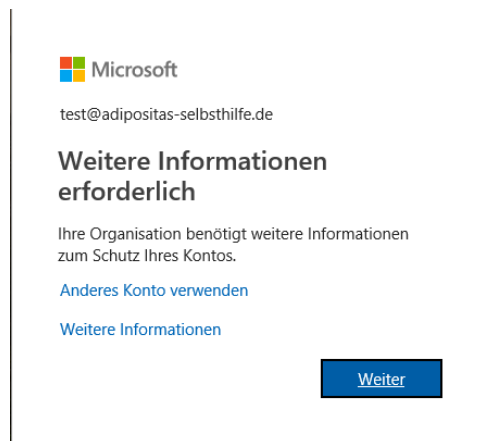 Microsoft
test@adipositas-selbsthilfe.de
Weitere Informationen
erforderlich
Ihre Organisation benötigt weitere Informationen
zum Schutz Ihres Kontos.
Anderes Konto verwenden
Weitere Informationen
Weiter